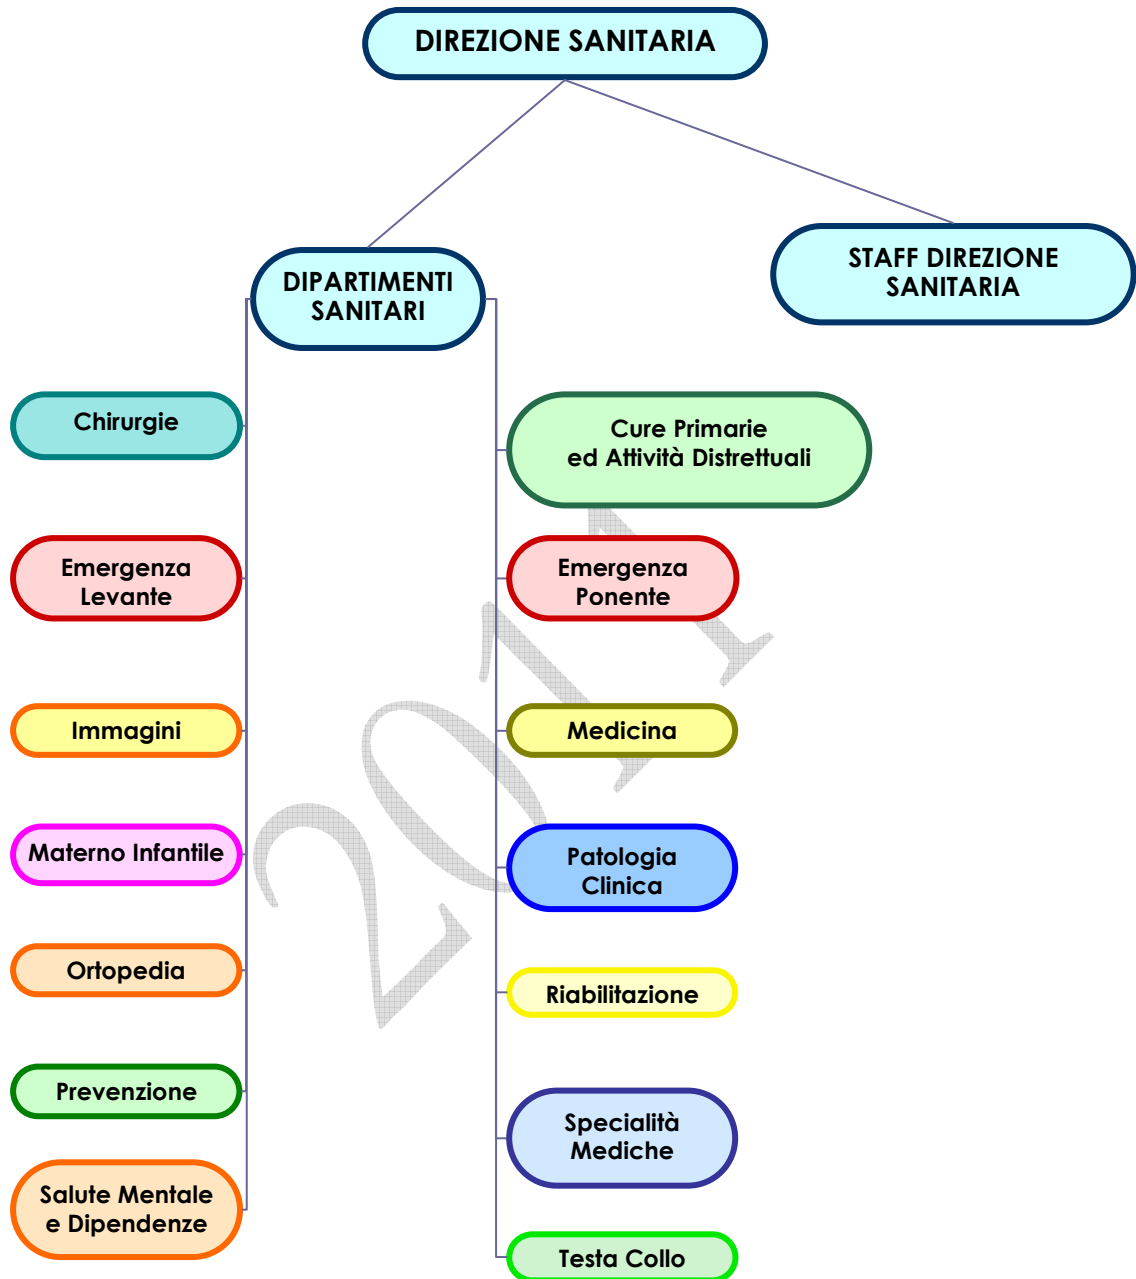 DIREZIONE SANITARIA
DIPARTIMENTI
SANITARI
STAFF DIREZIONE
SANITARIA
Chirurgie
Emergenza
Levante
Immagini
Materno Infantile
Ortopedia
Prevenzione
Salute Mentale
e Dipendenze
Cure Primarie
ed Attività Distrettuali
Emergenza
Ponente
Medicina
Patologia
Clinica
Riabilitazione
Specialità
Mediche
Testa Collo